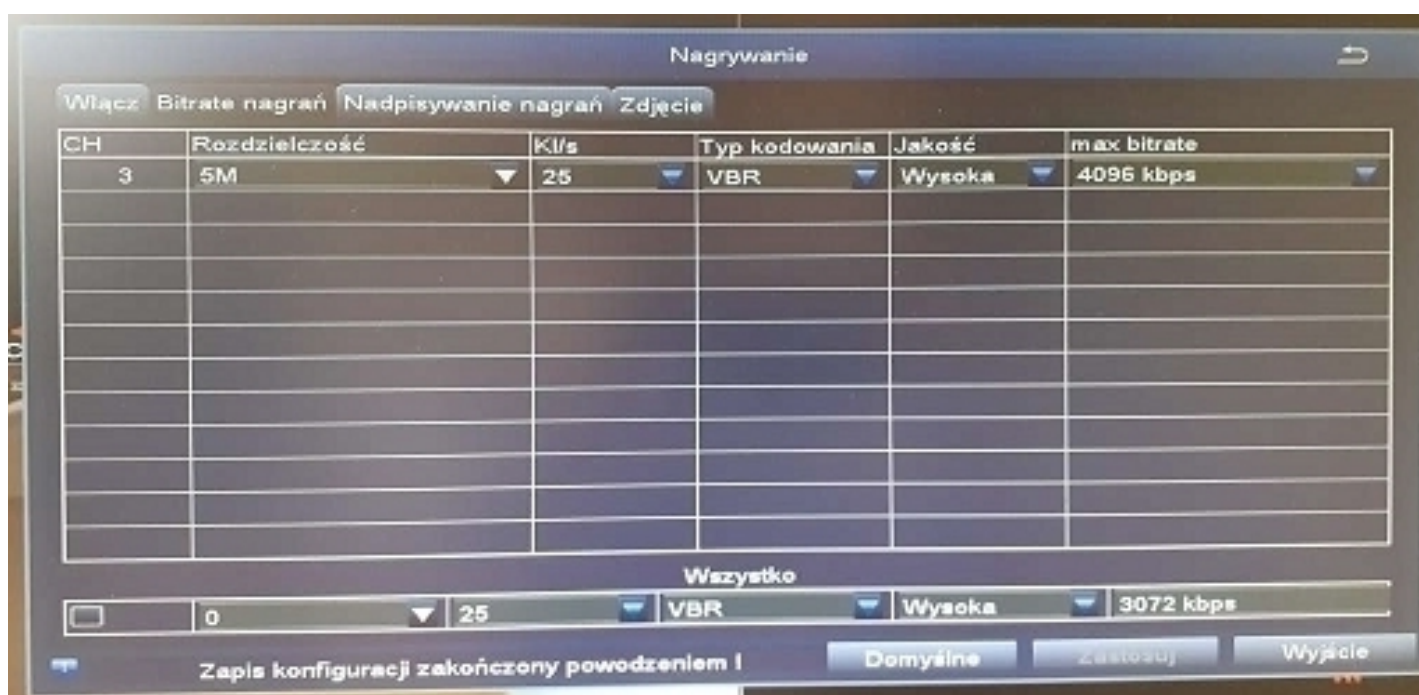 Nagrywanie
Włącz Bitrate nagrań Nadpisywanie nagrań Zdjęcie
CH Rozdzielczość Kl/s Typ kodowania Jakość max bitrate
3 5M 25 VBR Wysoka 4096 kbps
Wszystko
0 25 VBR Wysoka 3072 kbps
Zapis konfiguracji zakończony powodzeniem ! Domyślne Zastosuj Wyjście